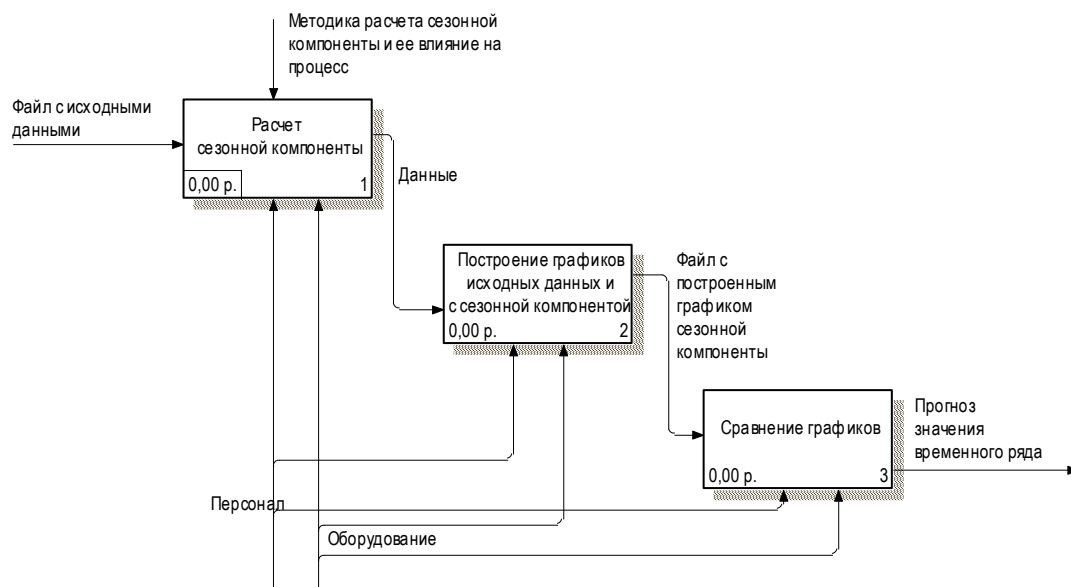 Методика расчета сезонной
компоненты и ее влияние на
процесс
Файл с исходными
данными
Расчет
сезонной компоненты
0,00 р.
1
Данные
Построение графиков
исходных данных и
с сезонной компонентой
0,00 р.
2
Файл с
построенным
графиком
сезонной
компоненты
Сравнение графиков
0,00 р.
3
Прогноз
значения
временного ряда
Персонал
Оборудование